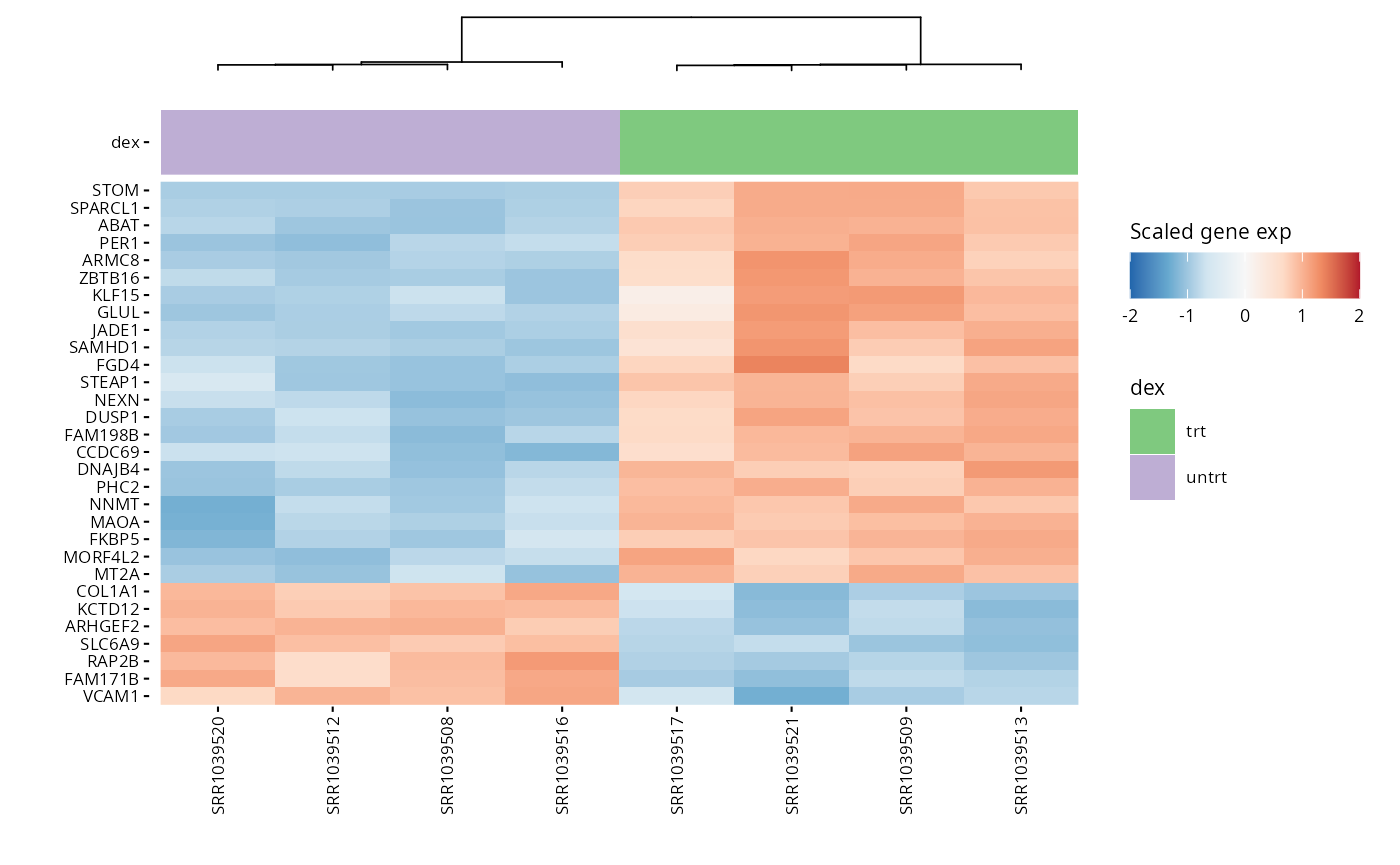 dex
STOM
SPARCL1
ABAT
PER1
ARMC8
ZBTB16
KLF15
GLUL
JADE1
SAMHD1
FGD4
STEAP1
NEXN
DUSP1
FAM198B
CCDC69
DNAJB4
PHC2
NNMT
MAOA
FKBP5
MORF4L2
MT2A
COL1A1
KCTD12
ARHGEF2
SLC6A9
RAP2B
FAM171B
VCAM1
SRR1039520
SRR1039512
SRR1039508
SRR1039516
SRR1039517
SRR1039521
SRR1039509
SRR1039513
Scaled gene exp
-2 -1 0 1 2
dex
trt
untrt